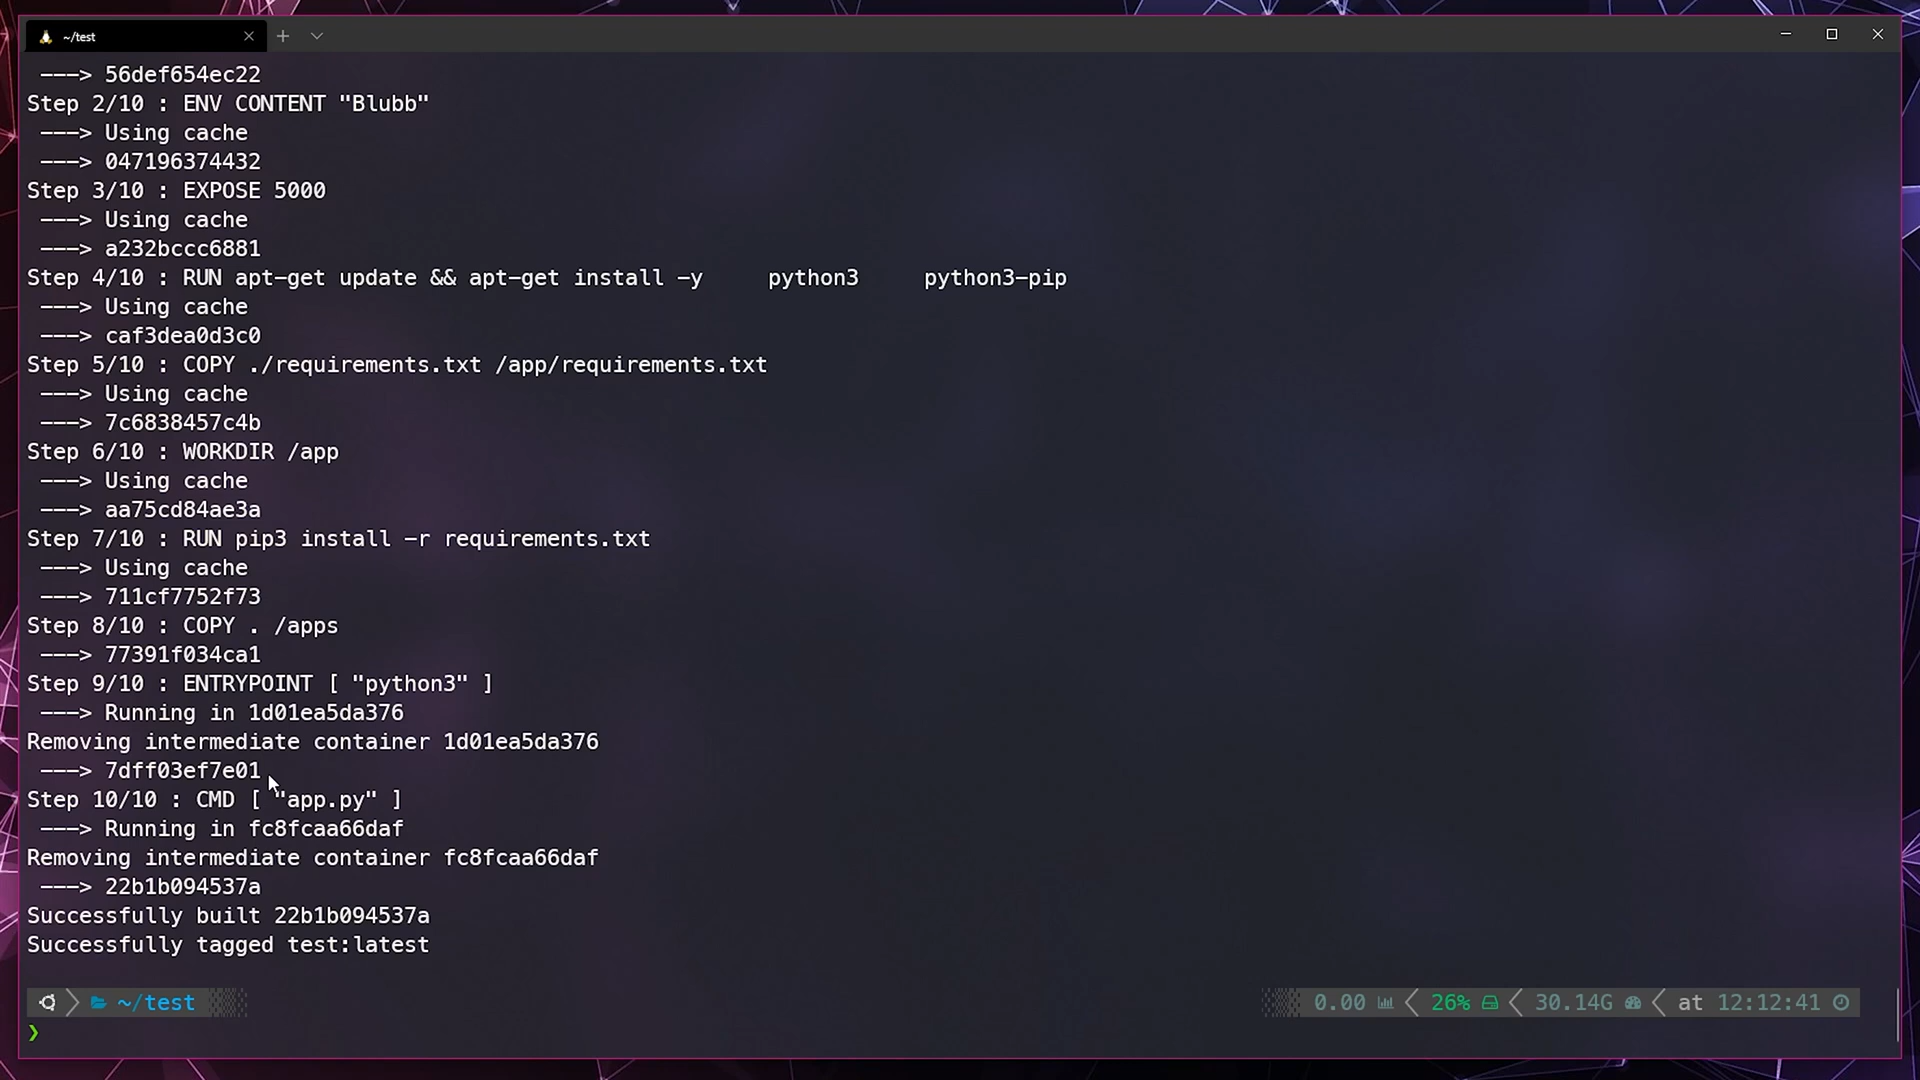 ~/test
---> 56def654ec22
Step 2/10 : ENV CONTENT "Blubb"
---> Using cache
---> 047196374432
Step 3/10 : EXPOSE 5000
---> Using cache
---> a232bccc6881
Step 4/10 : RUN apt-get update && apt-get install -y     python3     python3-pip
---> Using cache
---> caf3dea0d3c0
Step 5/10 : COPY ./requirements.txt /app/requirements.txt
---> Using cache
---> 7c6838457c4b
Step 6/10 : WORKDIR /app
---> Using cache
---> aa75cd84ae3a
Step 7/10 : RUN pip3 install -r requirements.txt
---> Using cache
---> 711cf7752f73
Step 8/10 : COPY . /apps
---> 77391f034ca1
Step 9/10 : ENTRYPOINT [ "python3" ]
---> Running in 1d01ea5da376
Removing intermediate container 1d01ea5da376
---> 7dff03ef7e01
Step 10/10 : CMD [ "app.py" ]
---> Running in fc8fcaa66daf
Removing intermediate container fc8fcaa66daf
---> 22b1b094537a
Successfully built 22b1b094537a
Successfully tagged test:latest
~/test 0.00 26% 30.14G at 12:12:41
❯